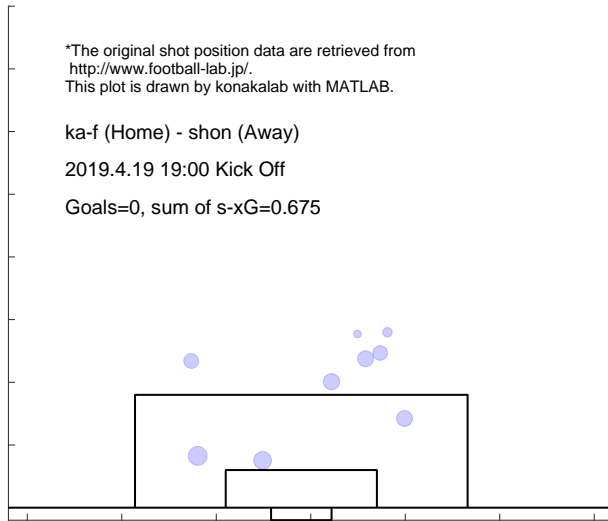 *The original shot position data are retrieved from
http://www.football-lab.jp/.
This plot is drawn by konakalab with MATLAB.
ka-f (Home) - shon (Away)
2019.4.19 19:00 Kick Off
Goals=0, sum of s-xG=0.675